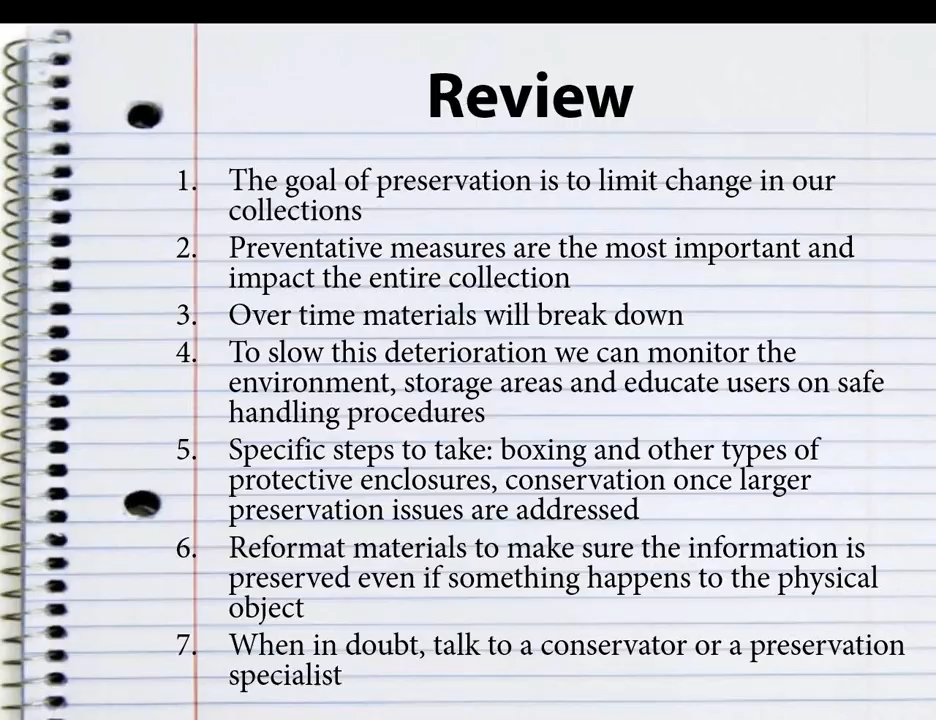 Review
1. The goal of preservation is to limit change in our
collections
2. Preventative measures are the most important and
impact the entire collection
3. Over time materials will break down
4. To slow this deterioration we can monitor the
environment, storage areas and educate users on safe
handling procedures
5. Specific steps to take: boxing and other types of
protective enclosures, conservation once larger
preservation issues are addressed
6. Reformat materials to make sure the information is
preserved even if something happens to the physical
object
7. When in doubt, talk to a conservator or a preservation
specialist